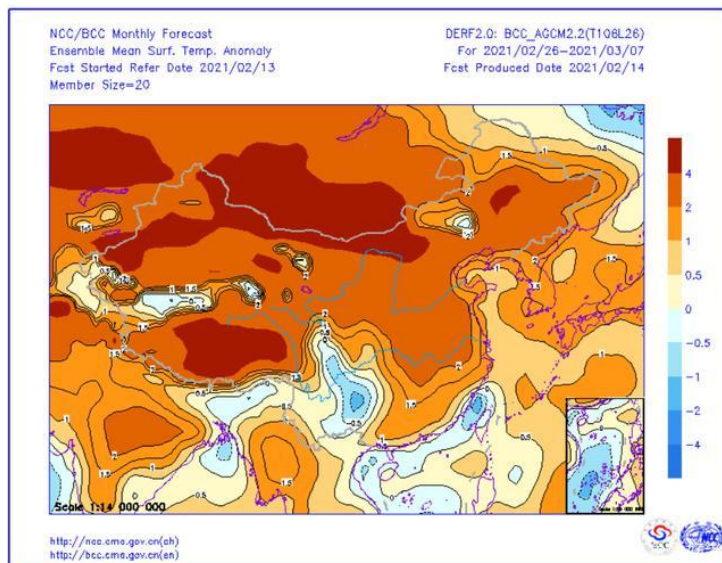 NCC/BCC Monthly Forecast
Ensemble Mean Surf. Temp. Anomaly
Fcst Started Refer Date 2021/02/13
Member Size=20
DERF2.0: BCC_AGCM2.2(T106L26)
For 2021/02/26-2021/03/07
Fcst Produced Date 2021/02/14
4
2
1
0.5
0
-0.5
-1
-2
-4
Scale 1:14 000 000
http://ncc.cma.gov.cn(ch)
http://bcc.cma.gov.cn(en)
BCC
NCC